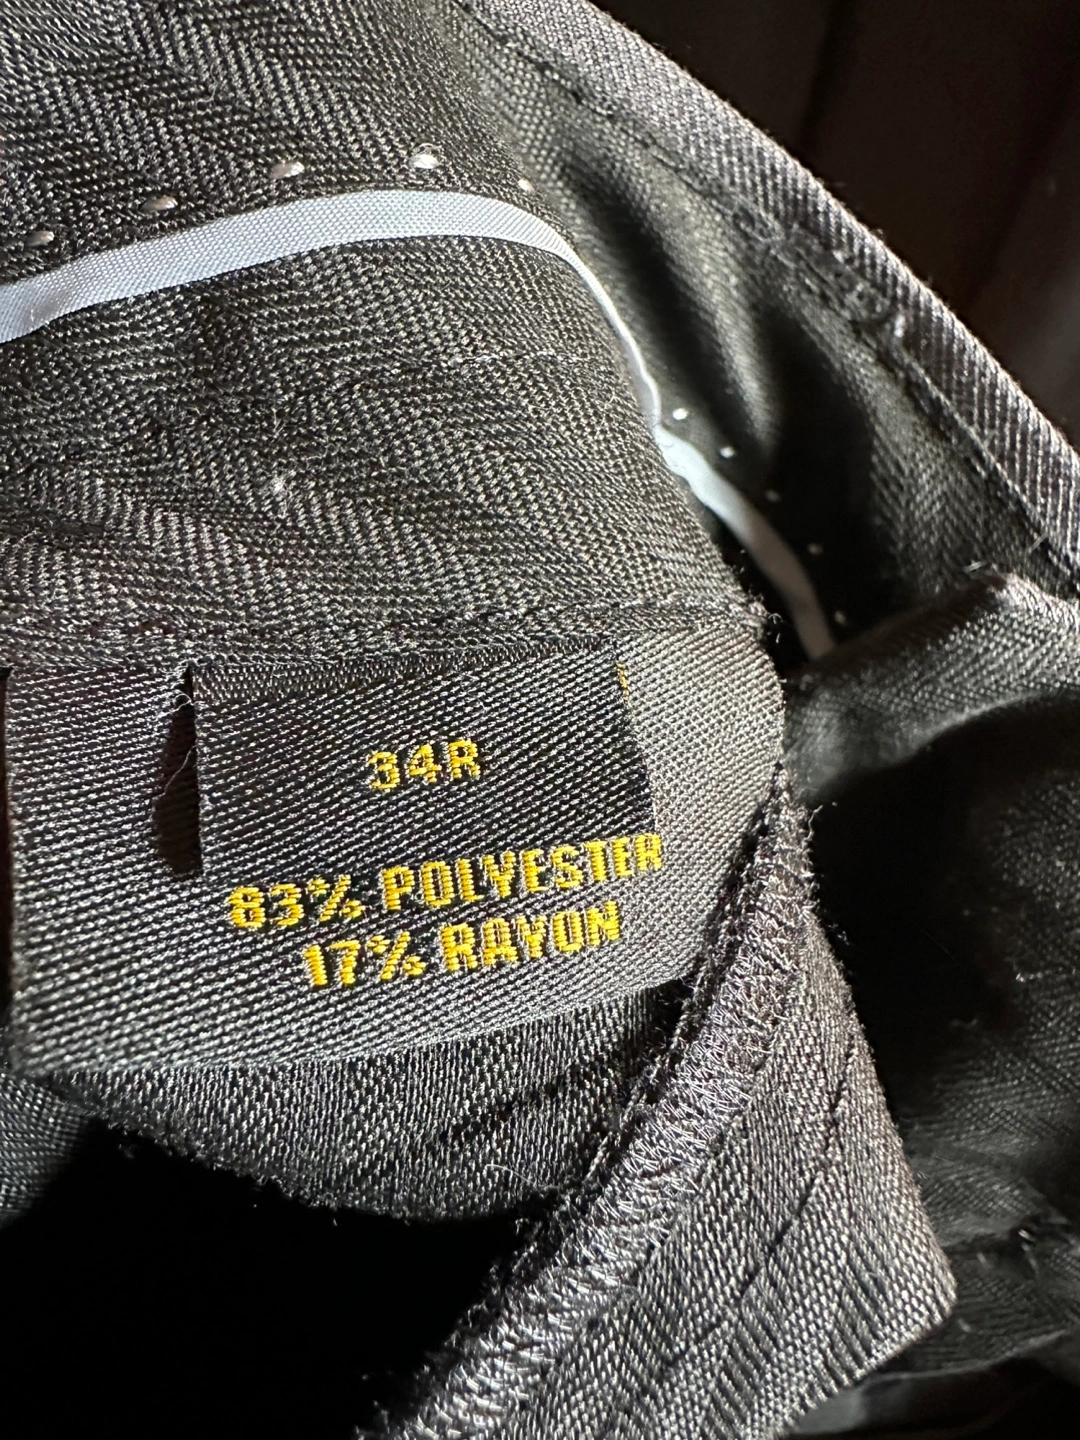 34R
83% POLYESTER
17% RAYON